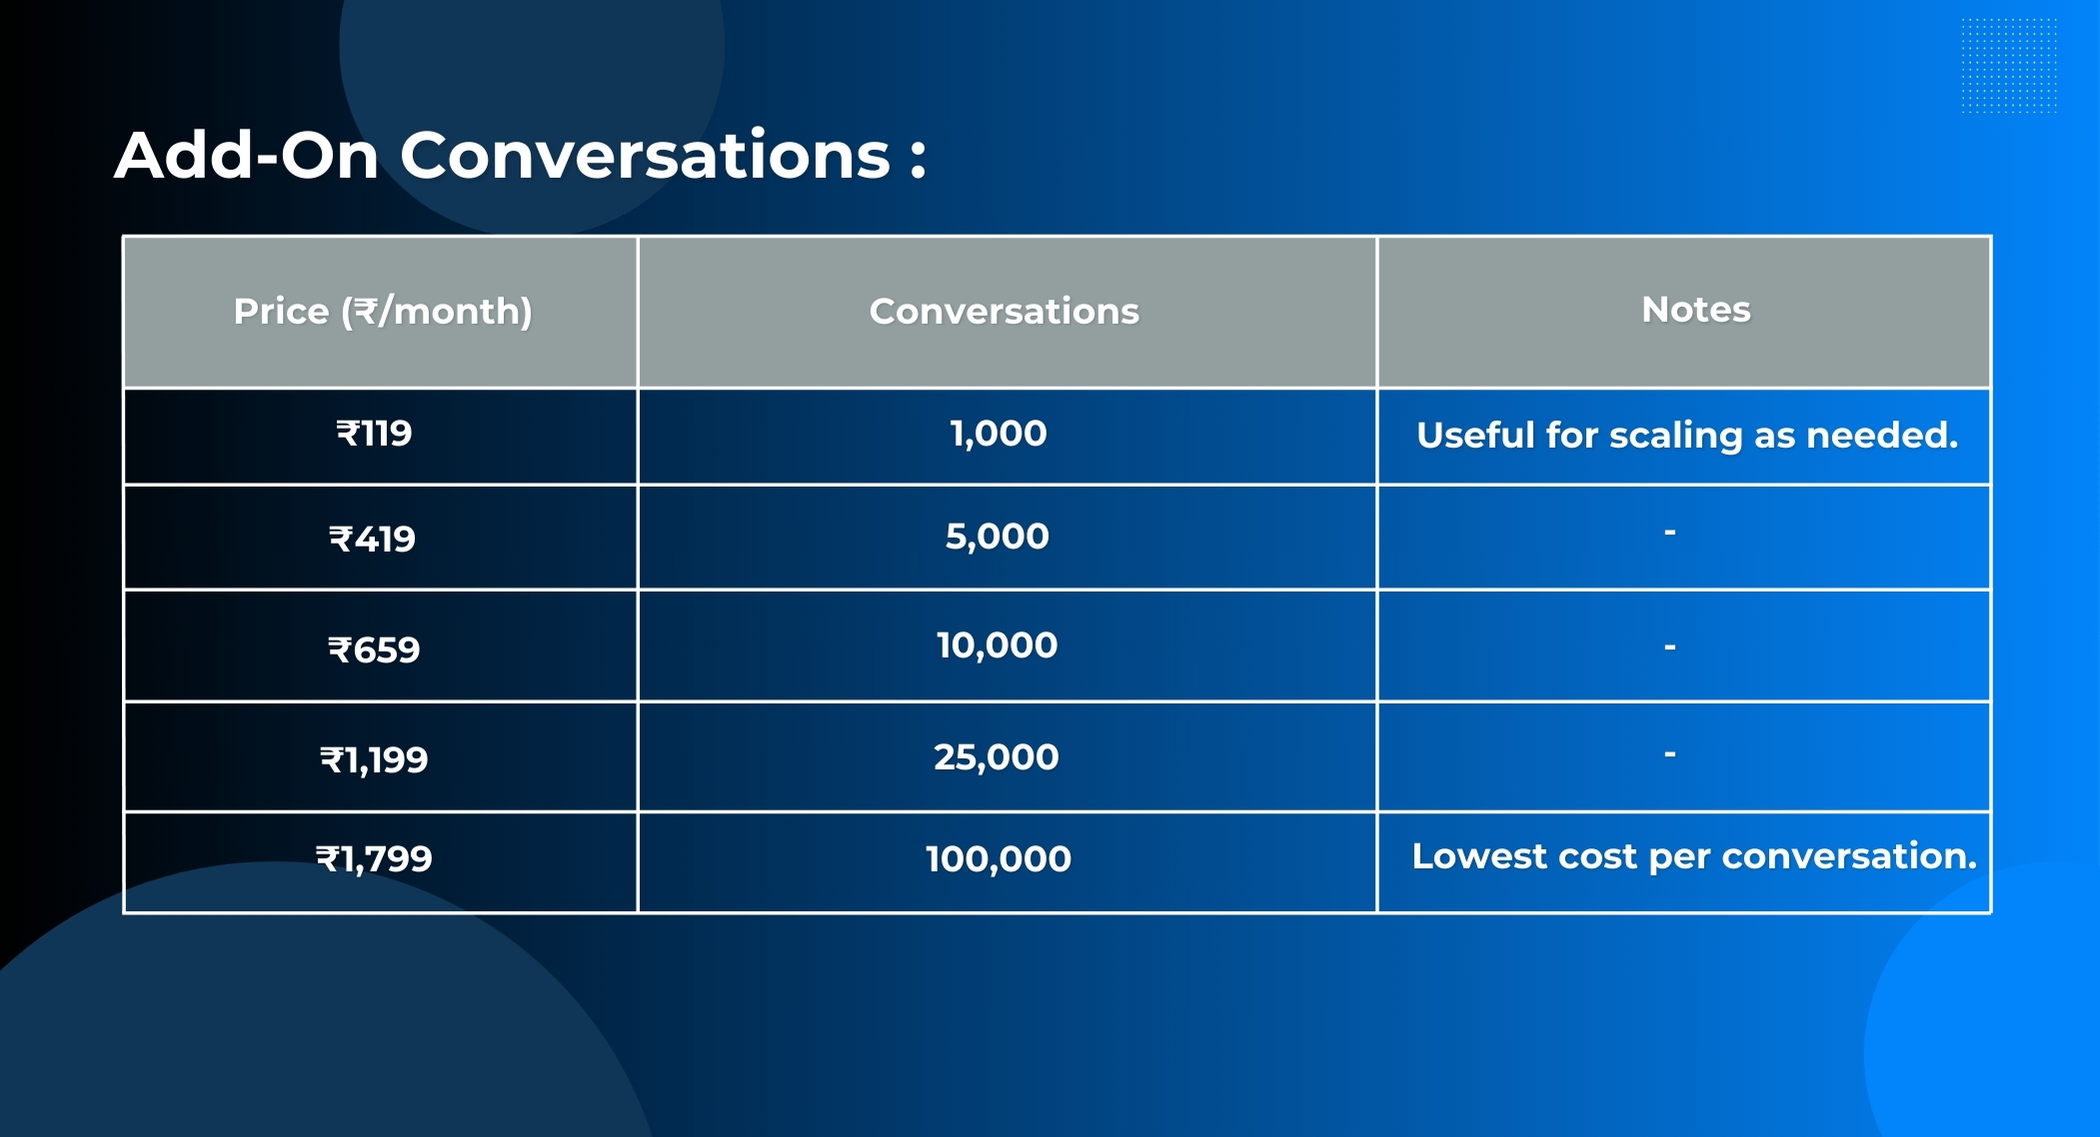 Add-On Conversations :
Price (₹/month) Conversations Notes
₹119 1,000 Useful for scaling as needed.
₹419 5,000 -
₹659 10,000 -
₹1,199 25,000 -
₹1,799 100,000 Lowest cost per conversation.